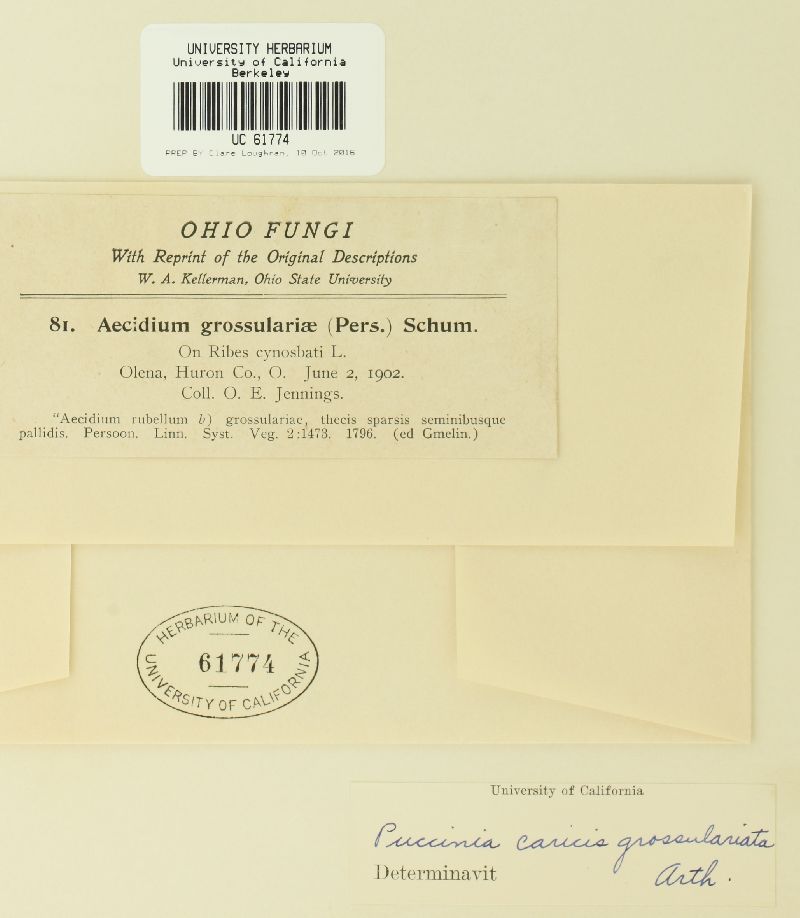 UNIVERSITY HERBARIUM
University of California
Berkeley
UC 61774
PREP BY Clare Loughran, 10 Oct 2016
OHIO FUNGI
With Reprint of the Original Descriptions
W. A. Kellerman, Ohio State University
81. Aecidium grossulariæ (Pers.) Schum.
On Ribes cynosbati L.
Olena, Huron Co., O. June 2, 1902.
Coll. O. E. Jennings.
"Aecidium rubellum b) grossulariae, thecis sparsis seminibusque
pallidis. Persoon. Linn. Syst. Veg. 2:1473. 1796. (ed Gmelin.)
HERBARIUM OF THE
61774
UNIVERSITY OF CALIFORNIA
University of California
Puccinia caricis grossulariata
Determinavit Arth.